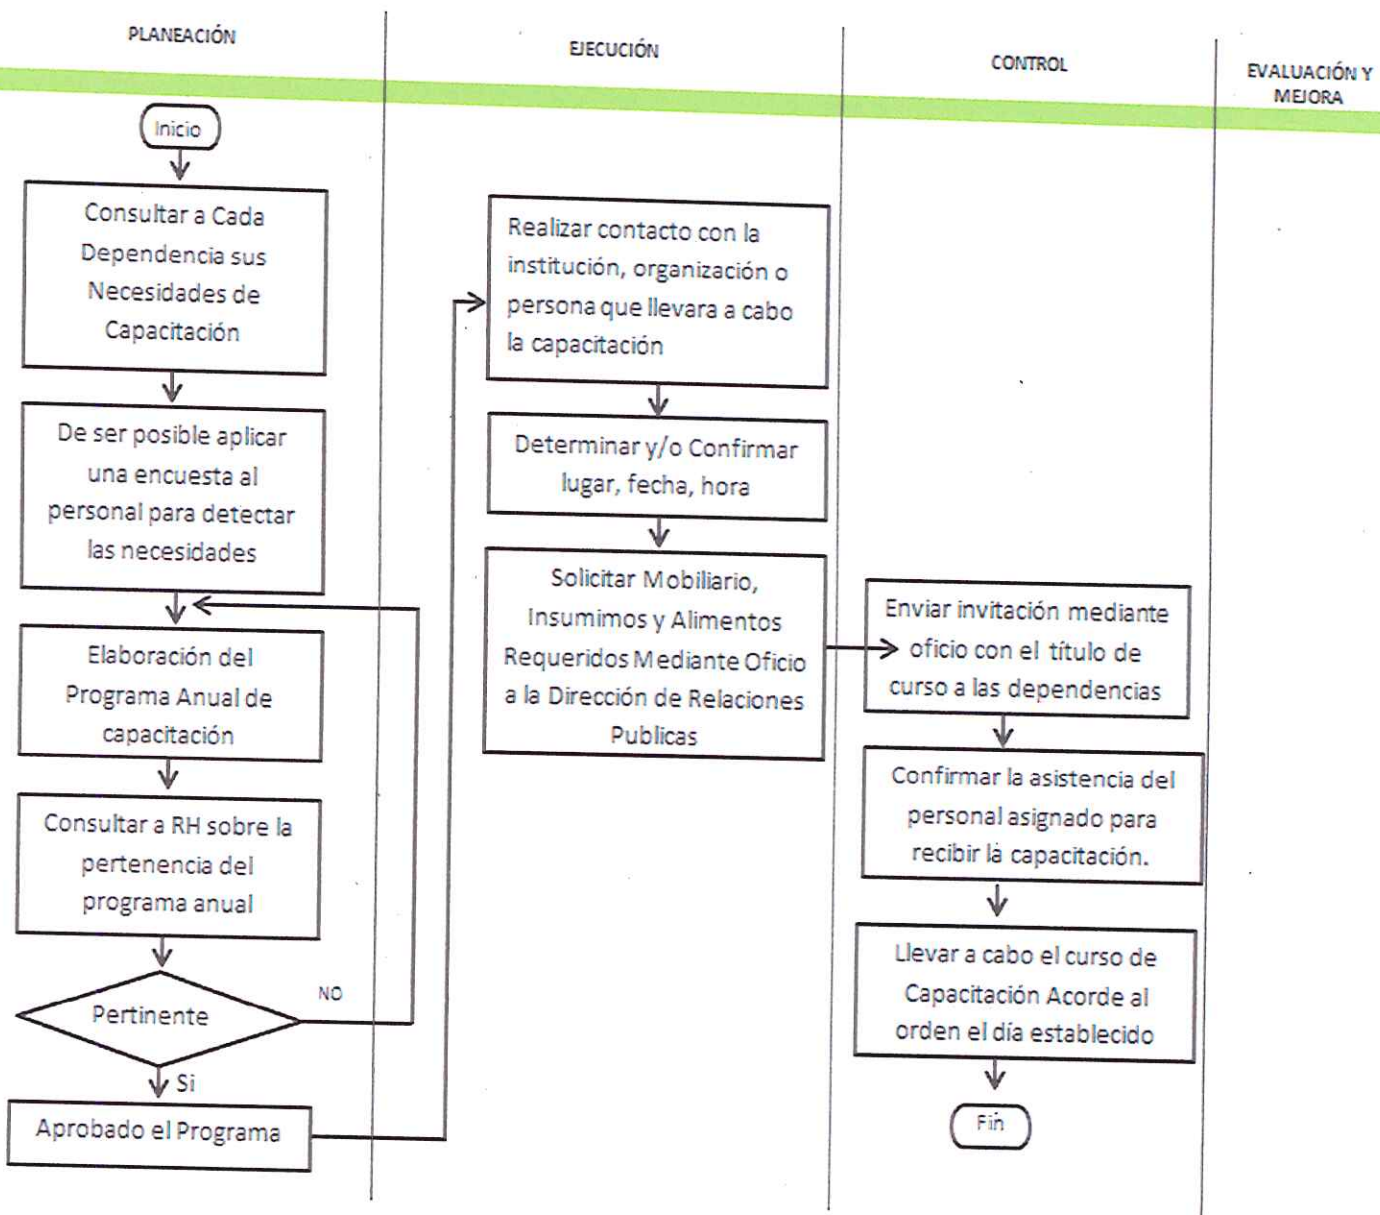 PLANEACIÓN
EJECUCIÓN
CONTROL
EVALUACIÓN Y
MEJORA
Inicio
Consultar a Cada
Dependencia sus
Necesidades de
Capacitación
De ser posible aplicar
una encuesta al
personal para detectar
las necesidades
Elaboración del
Programa Anual de
capacitación
Consultar a RH sobre la
pertenencia del
programa anual
Pertinente
NO
Si
Aprobado el Programa
Realizar contacto con la
institución, organización o
persona que llevara a cabo
la capacitación
Determinar y/o Confirmar
lugar, fecha, hora
Solicitar Mobiliario,
Insumimos y Alimentos
Requeridos Mediante Oficio
a la Dirección de Relaciones
Publicas
Enviar invitación mediante
oficio con el título de
curso a las dependencias
Confirmar la asistencia del
personal asignado para
recibir la capacitación.
Llevar a cabo el curso de
Capacitación Acorde al
orden el día establecido
Fin